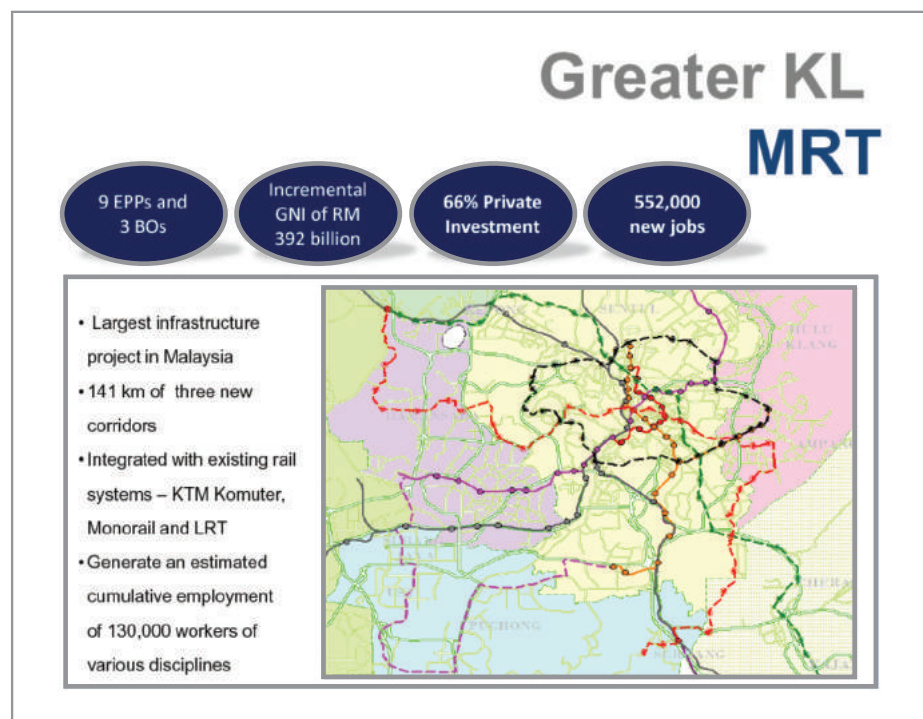 Greater KL
MRT
9 EPPs and
3 BOs
Incremental
GNI of RM
392 billion
66% Private
Investment
552,000
new jobs
• Largest infrastructure
project in Malaysia
• 141 km of three new
corridors
• Integrated with existing rail
systems – KTM Komuter,
Monorail and LRT
• Generate an estimated
cumulative employment
of 130,000 workers of
various disciplines
SENTUL
HULU
KLANG
AMPANG
JAYA
PUCHONG